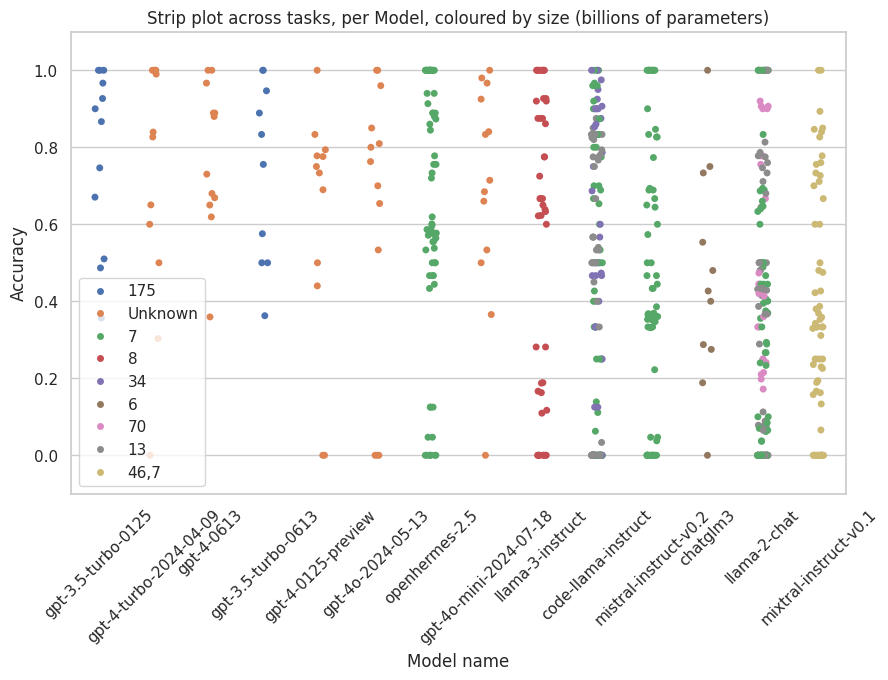 Strip plot across tasks, per Model, coloured by size (billions of parameters)
Accuracy
1.0
0.8
0.6
0.4
0.2
0.0
175
Unknown
7
8
34
6
70
13
46,7
gpt-3.5-turbo-0125
gpt-4-turbo-2024-04-09
gpt-4-0613
gpt-3.5-turbo-0613
gpt-4-0125-preview
gpt-4o-2024-05-13
openhermes-2.5
gpt-4o-mini-2024-07-18
llama-3-instruct
code-llama-instruct
mistral-instruct-v0.2
chatglm3
llama-2-chat
mixtral-instruct-v0.1
Model name